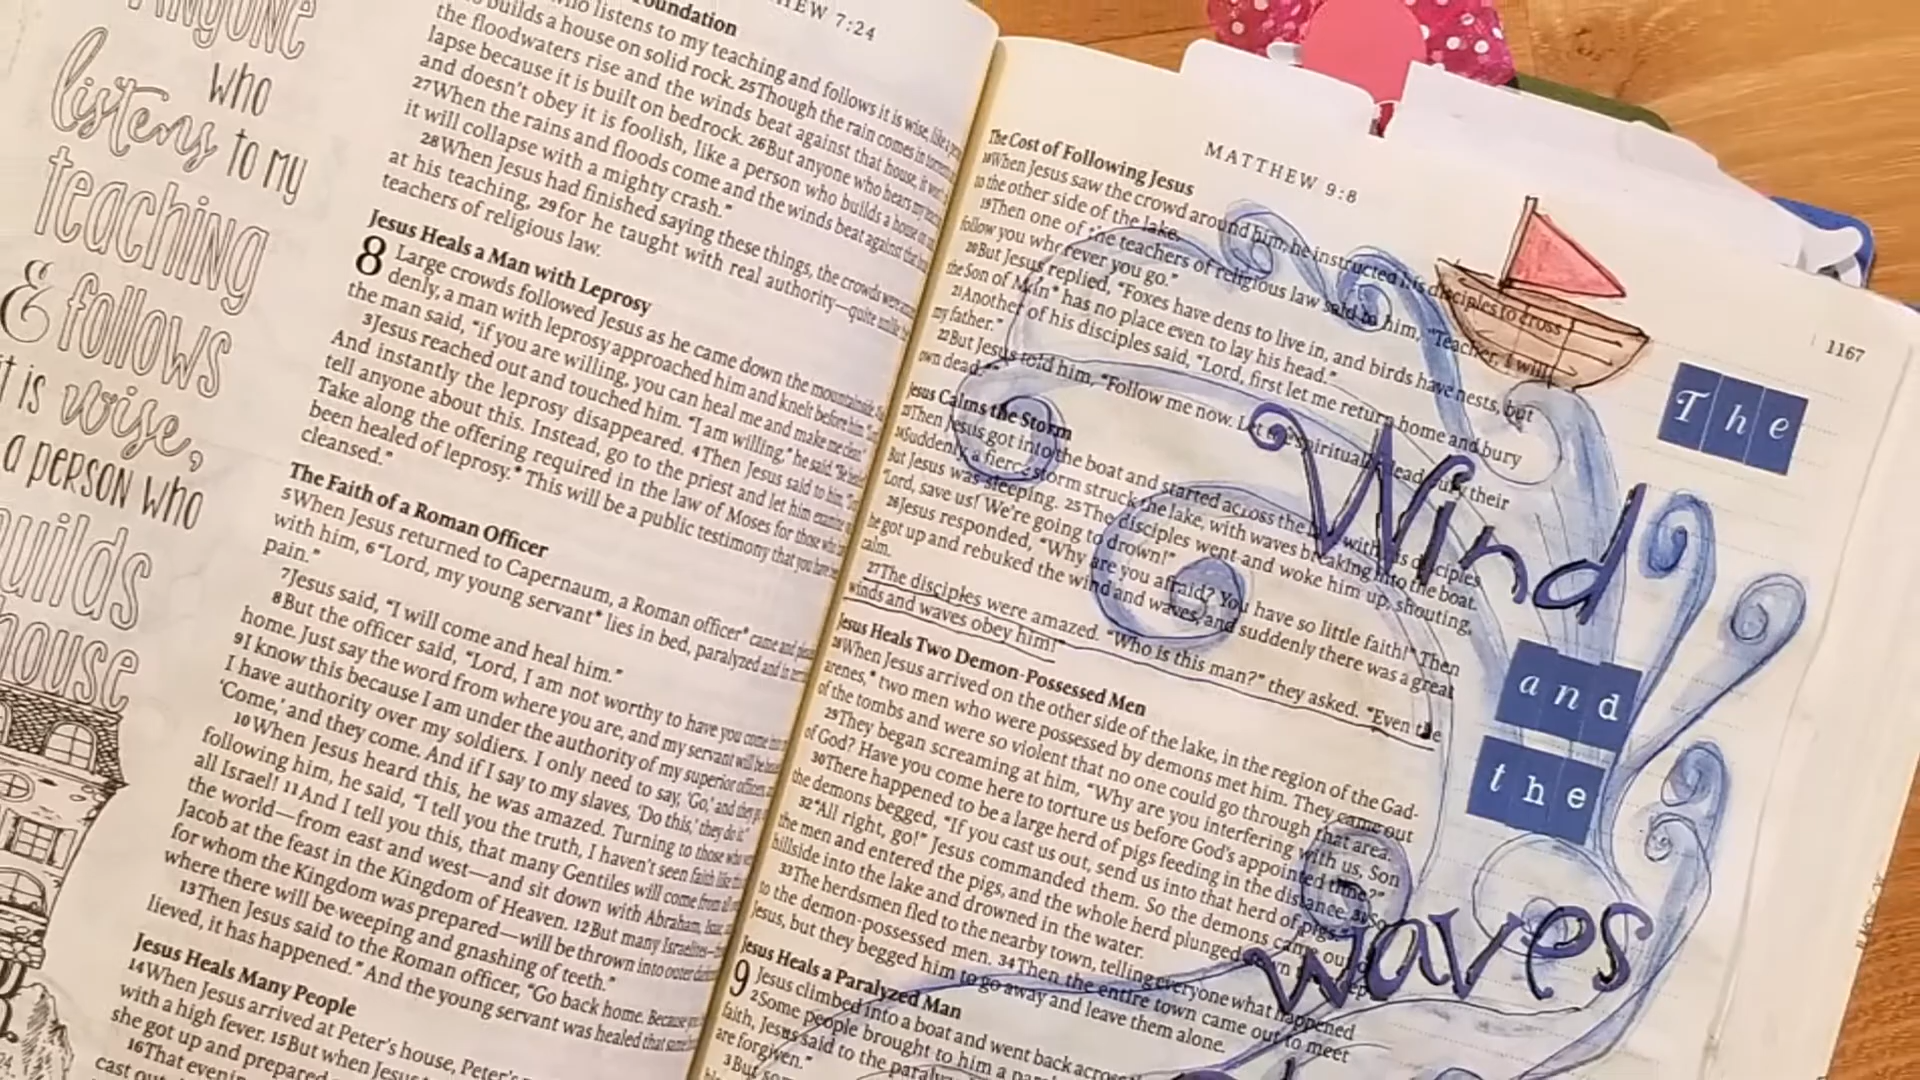 ANYONE
who
listens to my
teaching
& follows
it is wise,
a person who
builds
house
HEW 7:24
oundation
who listens to my teaching and follows it is wise, like a
builds a house on solid rock. 25Though the rain comes in
the floodwaters rise and the winds beat against that house, it
lapse because it is built on bedrock. 26But anyone who hears my
and doesn't obey it is foolish, like a person who builds a house on
27When the rains and floods come and the winds beat against that
it will collapse with a mighty crash."
28When Jesus had finished saying these things, the crowds were
at his teaching, 29for he taught with real authority—quite unlike
teachers of religious law.
Jesus Heals a Man with Leprosy
8 Large crowds followed Jesus as he came down the mountainside.
denly, a man with leprosy approached him and knelt before him.
the man said, "if you are willing, you can heal me and make me clean."
3Jesus reached out and touched him. "I am willing," he said. "Be
And instantly the leprosy disappeared. 4Then Jesus said to him,
tell anyone about this. Instead, go to the priest and let him examine
Take along the offering required in the law of Moses for those who
been healed of leprosy.* This will be a public testimony that you have
cleansed."
The Faith of a Roman Officer
5When Jesus returned to Capernaum, a Roman officer* came and
with him, 6"Lord, my young servant* lies in bed, paralyzed and in
pain."
7Jesus said, "I will come and heal him."
8But the officer said, "Lord, I am not worthy to have you come
home. Just say the word from where you are, and my servant will be
9I know this because I am under the authority of my superior officers
I have authority over my soldiers. I only need to say, 'Go,' and they
'Come,' and they come. And if I say to my slaves, 'Do this,' they do it."
10When Jesus heard this, he was amazed. Turning to those who
following him, he said, "I tell you the truth, I haven't seen faith like
all Israel! 11And I tell you this, that many Gentiles will come from all
the world—from east and west—and sit down with Abraham, Isaac,
Jacob at the feast in the Kingdom of Heaven. 12But many Israelites—
for whom the Kingdom was prepared—will be thrown into outer
where there will be weeping and gnashing of teeth."
13Then Jesus said to the Roman officer, "Go back home. Because you
lieved, it has happened." And the young servant was healed that same
Jesus Heals Many People
14When Jesus arrived at Peter's house, Peter's
with a high fever. 15But when Jesus
she got up and prepared
16That evenin
cast out
MATTHEW 9:8
1167
The Cost of Following Jesus
18When Jesus saw the crowd around him, he instructed his disciples to cross
to the other side of the lake.
19Then one of the teachers of religious law said to him, "Teacher, I will
follow you wherever you go."
20But Jesus replied, "Foxes have dens to live in, and birds have nests, but
the Son of Man* has no place even to lay his head."
21Another of his disciples said, "Lord, first let me return home and bury
my father."
22But Jesus told him, "Follow me now. Let the spiritually dead bury their
own dead.*"
Jesus Calms the Storm
23Then Jesus got into the boat and started across the lake with his disciples.
24Suddenly, a fierce storm struck the lake, with waves breaking into the boat.
But Jesus was sleeping. 25The disciples went and woke him up, shouting,
"Lord, save us! We're going to drown!"
26Jesus responded, "Why are you afraid? You have so little faith!" Then
he got up and rebuked the wind and waves, and suddenly there was a great
calm.
27The disciples were amazed. "Who is this man?" they asked. "Even the
winds and waves obey him!"
Jesus Heals Two Demon-Possessed Men
28When Jesus arrived on the other side of the lake, in the region of the Gad-
arenes,* two men who were possessed by demons met him. They came out
of the tombs and were so violent that no one could go through that area.
29They began screaming at him, "Why are you interfering with us, Son
of God? Have you come here to torture us before God's appointed time?"
30There happened to be a large herd of pigs feeding in the distance. 31So
the demons begged, "If you cast us out, send us into that herd of pigs."
32"All right, go!" Jesus commanded them. So the demons came out of
the men and entered the pigs, and the whole herd plunged down the steep
hillside into the lake and drowned in the water.
33The herdsmen fled to the nearby town, telling everyone what happened
to the demon-possessed men. 34Then the entire town came out to meet
Jesus, but they begged him to go away and leave them alone.
Jesus Heals a Paralyzed Man
9 Jesus climbed into a boat and went back across
2Some people brought to him a
faith, Jesus said to the
are forgiven."
3But
The
Wind
and
the
waves